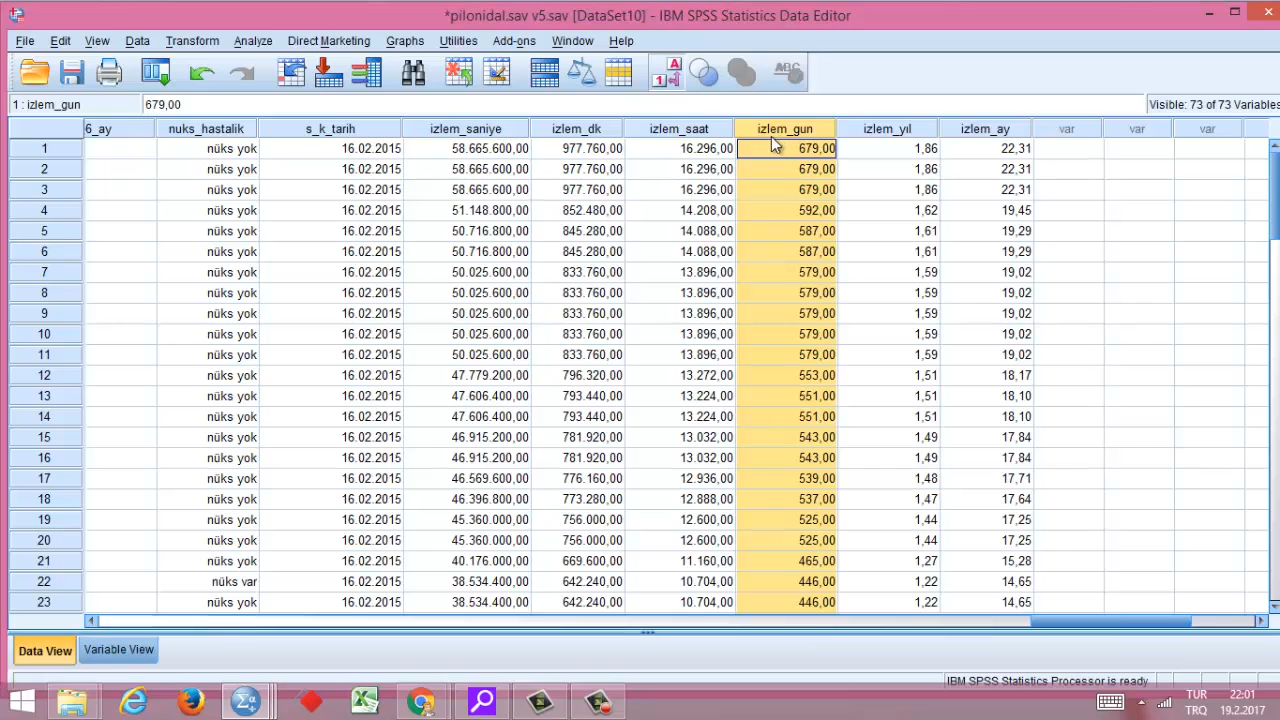 *pilonidal.sav v5.sav [DataSet10] - IBM SPSS Statistics Data Editor
File Edit View Data Transform Analyze Direct Marketing Graphs Utilities Add-ons Window Help
1 : izlem_gun 679,00 Visible: 73 of 73 Variables
6_ay nuks_hastalik s_k_tarih izlem_saniye izlem_dk izlem_saat izlem_gun izlem_yıl izlem_ay var var var
1 nüks yok 16.02.2015 58.665.600,00 977.760,00 16.296,00 679,00 1,86 22,31
2 nüks yok 16.02.2015 58.665.600,00 977.760,00 16.296,00 679,00 1,86 22,31
3 nüks yok 16.02.2015 58.665.600,00 977.760,00 16.296,00 679,00 1,86 22,31
4 nüks yok 16.02.2015 51.148.800,00 852.480,00 14.208,00 592,00 1,62 19,45
5 nüks yok 16.02.2015 50.716.800,00 845.280,00 14.088,00 587,00 1,61 19,29
6 nüks yok 16.02.2015 50.716.800,00 845.280,00 14.088,00 587,00 1,61 19,29
7 nüks yok 16.02.2015 50.025.600,00 833.760,00 13.896,00 579,00 1,59 19,02
8 nüks yok 16.02.2015 50.025.600,00 833.760,00 13.896,00 579,00 1,59 19,02
9 nüks yok 16.02.2015 50.025.600,00 833.760,00 13.896,00 579,00 1,59 19,02
10 nüks yok 16.02.2015 50.025.600,00 833.760,00 13.896,00 579,00 1,59 19,02
11 nüks yok 16.02.2015 50.025.600,00 833.760,00 13.896,00 579,00 1,59 19,02
12 nüks yok 16.02.2015 47.779.200,00 796.320,00 13.272,00 553,00 1,51 18,17
13 nüks yok 16.02.2015 47.606.400,00 793.440,00 13.224,00 551,00 1,51 18,10
14 nüks yok 16.02.2015 47.606.400,00 793.440,00 13.224,00 551,00 1,51 18,10
15 nüks yok 16.02.2015 46.915.200,00 781.920,00 13.032,00 543,00 1,49 17,84
16 nüks yok 16.02.2015 46.915.200,00 781.920,00 13.032,00 543,00 1,49 17,84
17 nüks yok 16.02.2015 46.569.600,00 776.160,00 12.936,00 539,00 1,48 17,71
18 nüks yok 16.02.2015 46.396.800,00 773.280,00 12.888,00 537,00 1,47 17,64
19 nüks yok 16.02.2015 45.360.000,00 756.000,00 12.600,00 525,00 1,44 17,25
20 nüks yok 16.02.2015 45.360.000,00 756.000,00 12.600,00 525,00 1,44 17,25
21 nüks yok 16.02.2015 40.176.000,00 669.600,00 11.160,00 465,00 1,27 15,28
22 nüks var 16.02.2015 38.534.400,00 642.240,00 10.704,00 446,00 1,22 14,65
23 nüks yok 16.02.2015 38.534.400,00 642.240,00 10.704,00 446,00 1,22 14,65
Data View Variable View
IBM SPSS Statistics Processor is ready
TUR 22:01
TRQ 19.2.2017